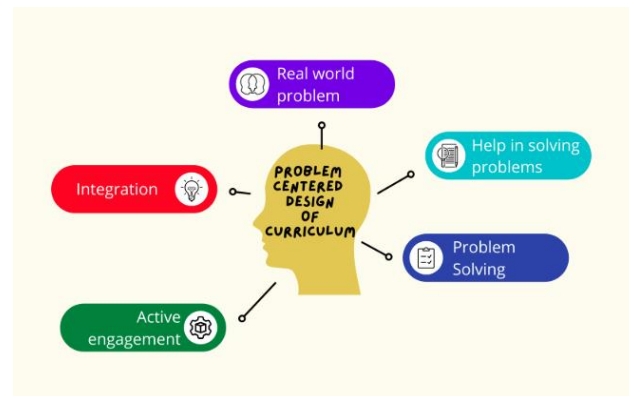 Real world
problem
Help in solving
problems
Integration
PROBLEM
CENTERED
DESIGN
OF
CURRICULUM
Problem
Solving
Active
engagement